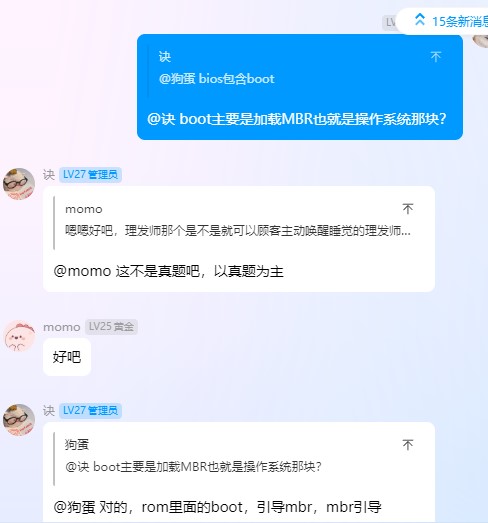 LV
15条新消息
诀
@狗蛋 bios包含boot
@诀 boot主要是加载MBR也就是操作系统那块?
诀 LV27 管理员
momo
嗯嗯好吧，理发师那个是不是就可以顾客主动唤醒睡觉的理发师...
@momo 这不是真题吧，以真题为主
momo LV25 黄金
好吧
诀 LV27 管理员
狗蛋
@诀 boot主要是加载MBR也就是操作系统那块?
@狗蛋 对的，rom里面的boot，引导mbr，mbr引导